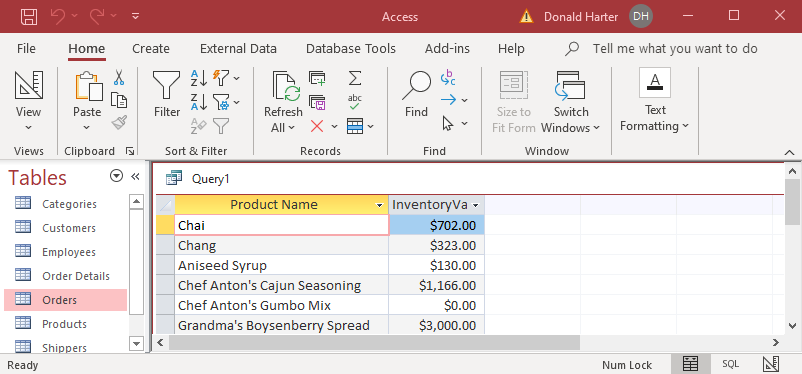 Access
Donald Harter DH
File Home Create External Data Database Tools Add-ins Help Tell me what you want to do
View
Paste
Filter
Refresh All
abc
Find
Size to Fit Form
Switch Windows
Text Formatting
Views Clipboard Sort & Filter Records Find Window
Tables
Categories
Customers
Employees
Order Details
Orders
Products
Shippers
Query1
Product Name InventoryVa
Chai $702.00
Chang $323.00
Aniseed Syrup $130.00
Chef Anton's Cajun Seasoning $1,166.00
Chef Anton's Gumbo Mix $0.00
Grandma's Boysenberry Spread $3,000.00
Ready Num Lock SQL